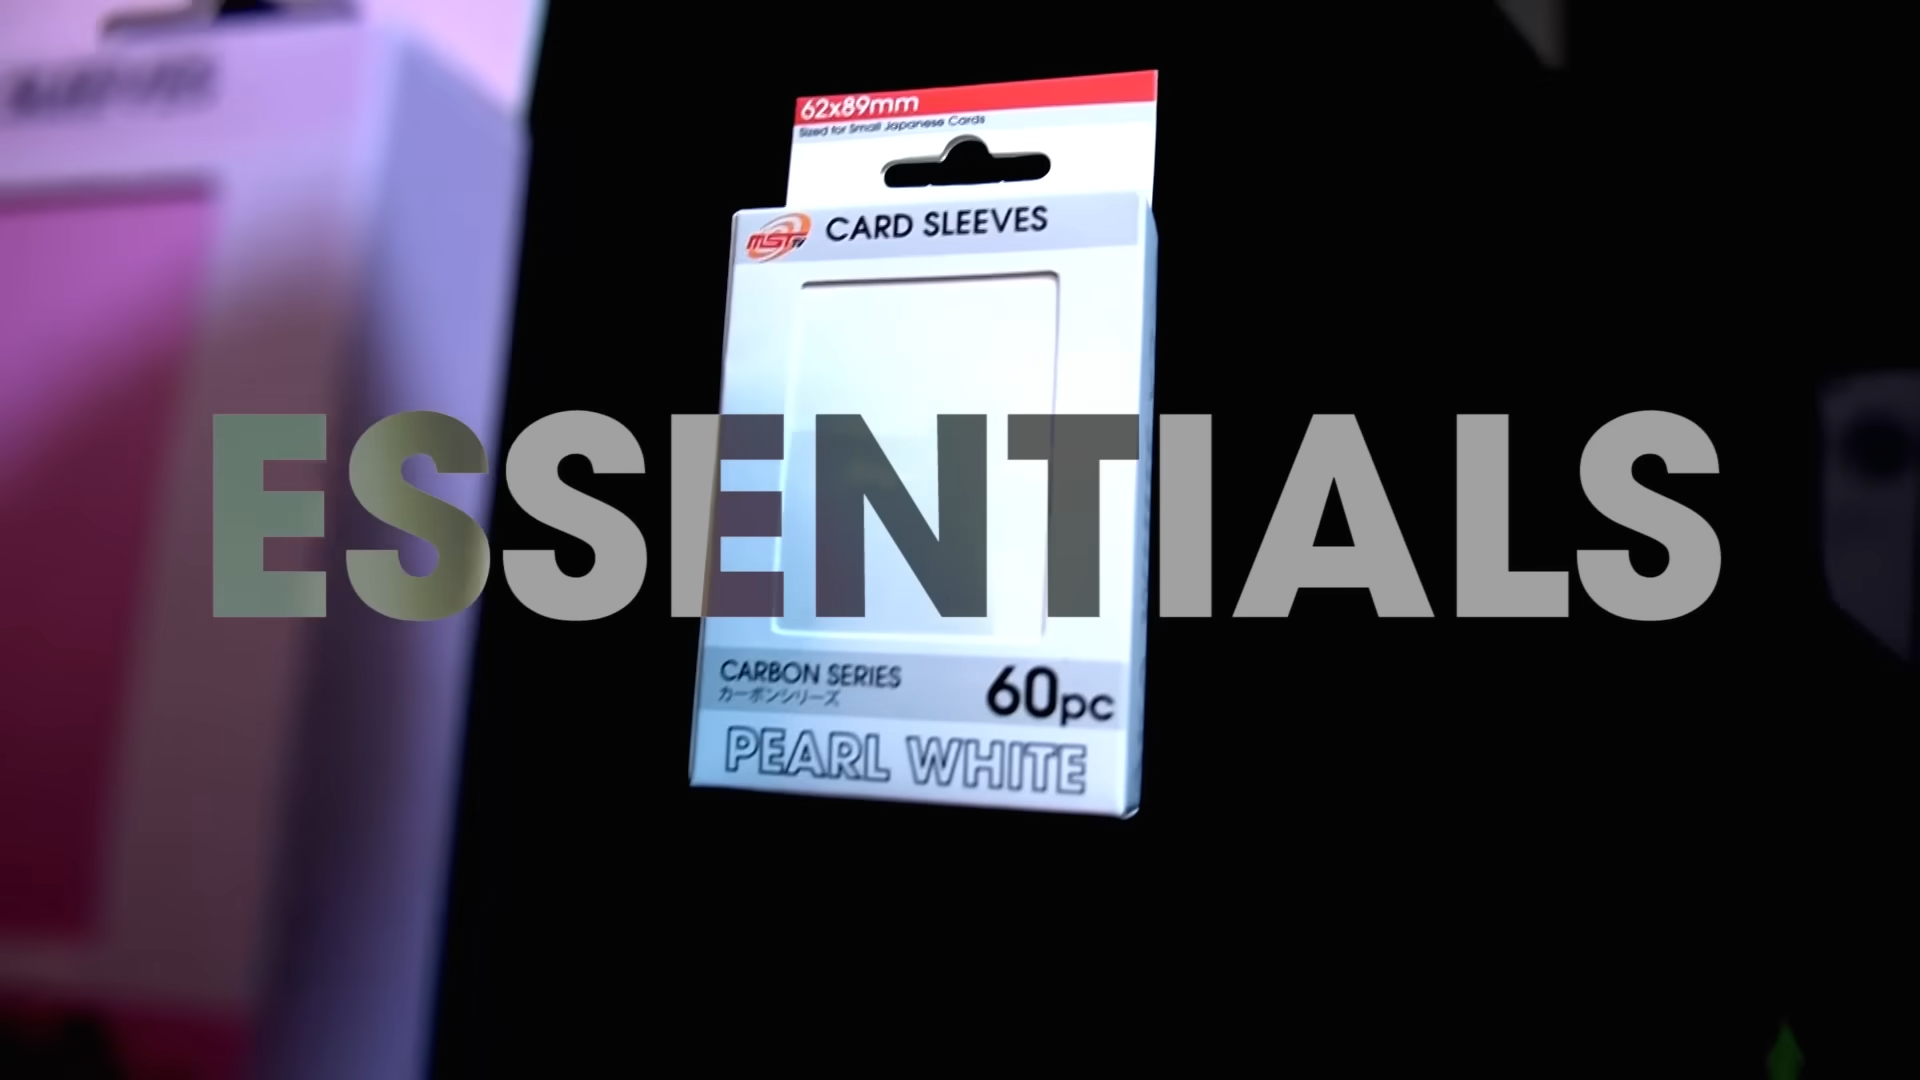 62x89mm
Sized for Small Japanese Cards
MSTTV CARD SLEEVES
ESSENTIALS
CARBON SERIES
カーボンシリーズ
60pc
PEARL WHITE